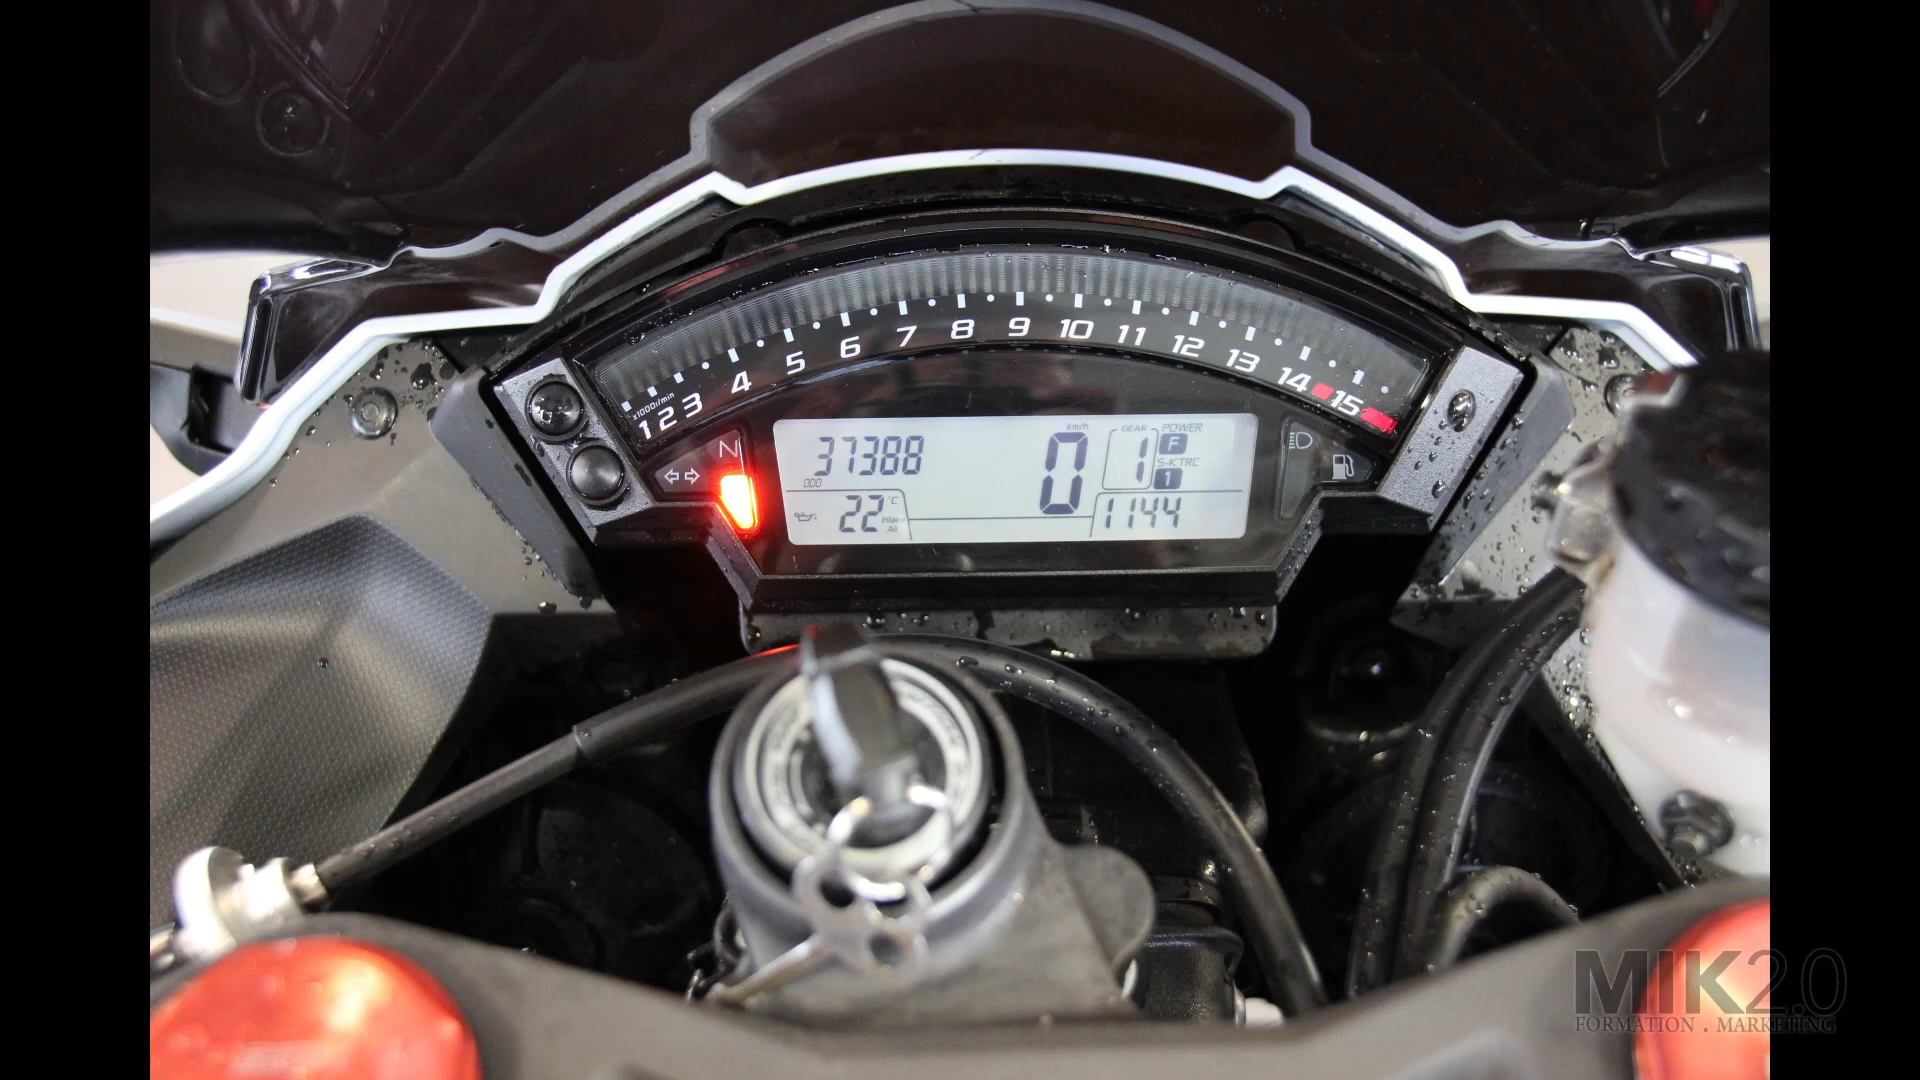 1 2 3 4 5 6 7 8 9 10 11 12 13 14 15
x1000r/min
N
37388
ODO
km/h
0
GEAR
1
POWER
F
S-KTRC
1
22
°C
Intake
Air
1144
MIK2.0
FORMATION . MARKETING